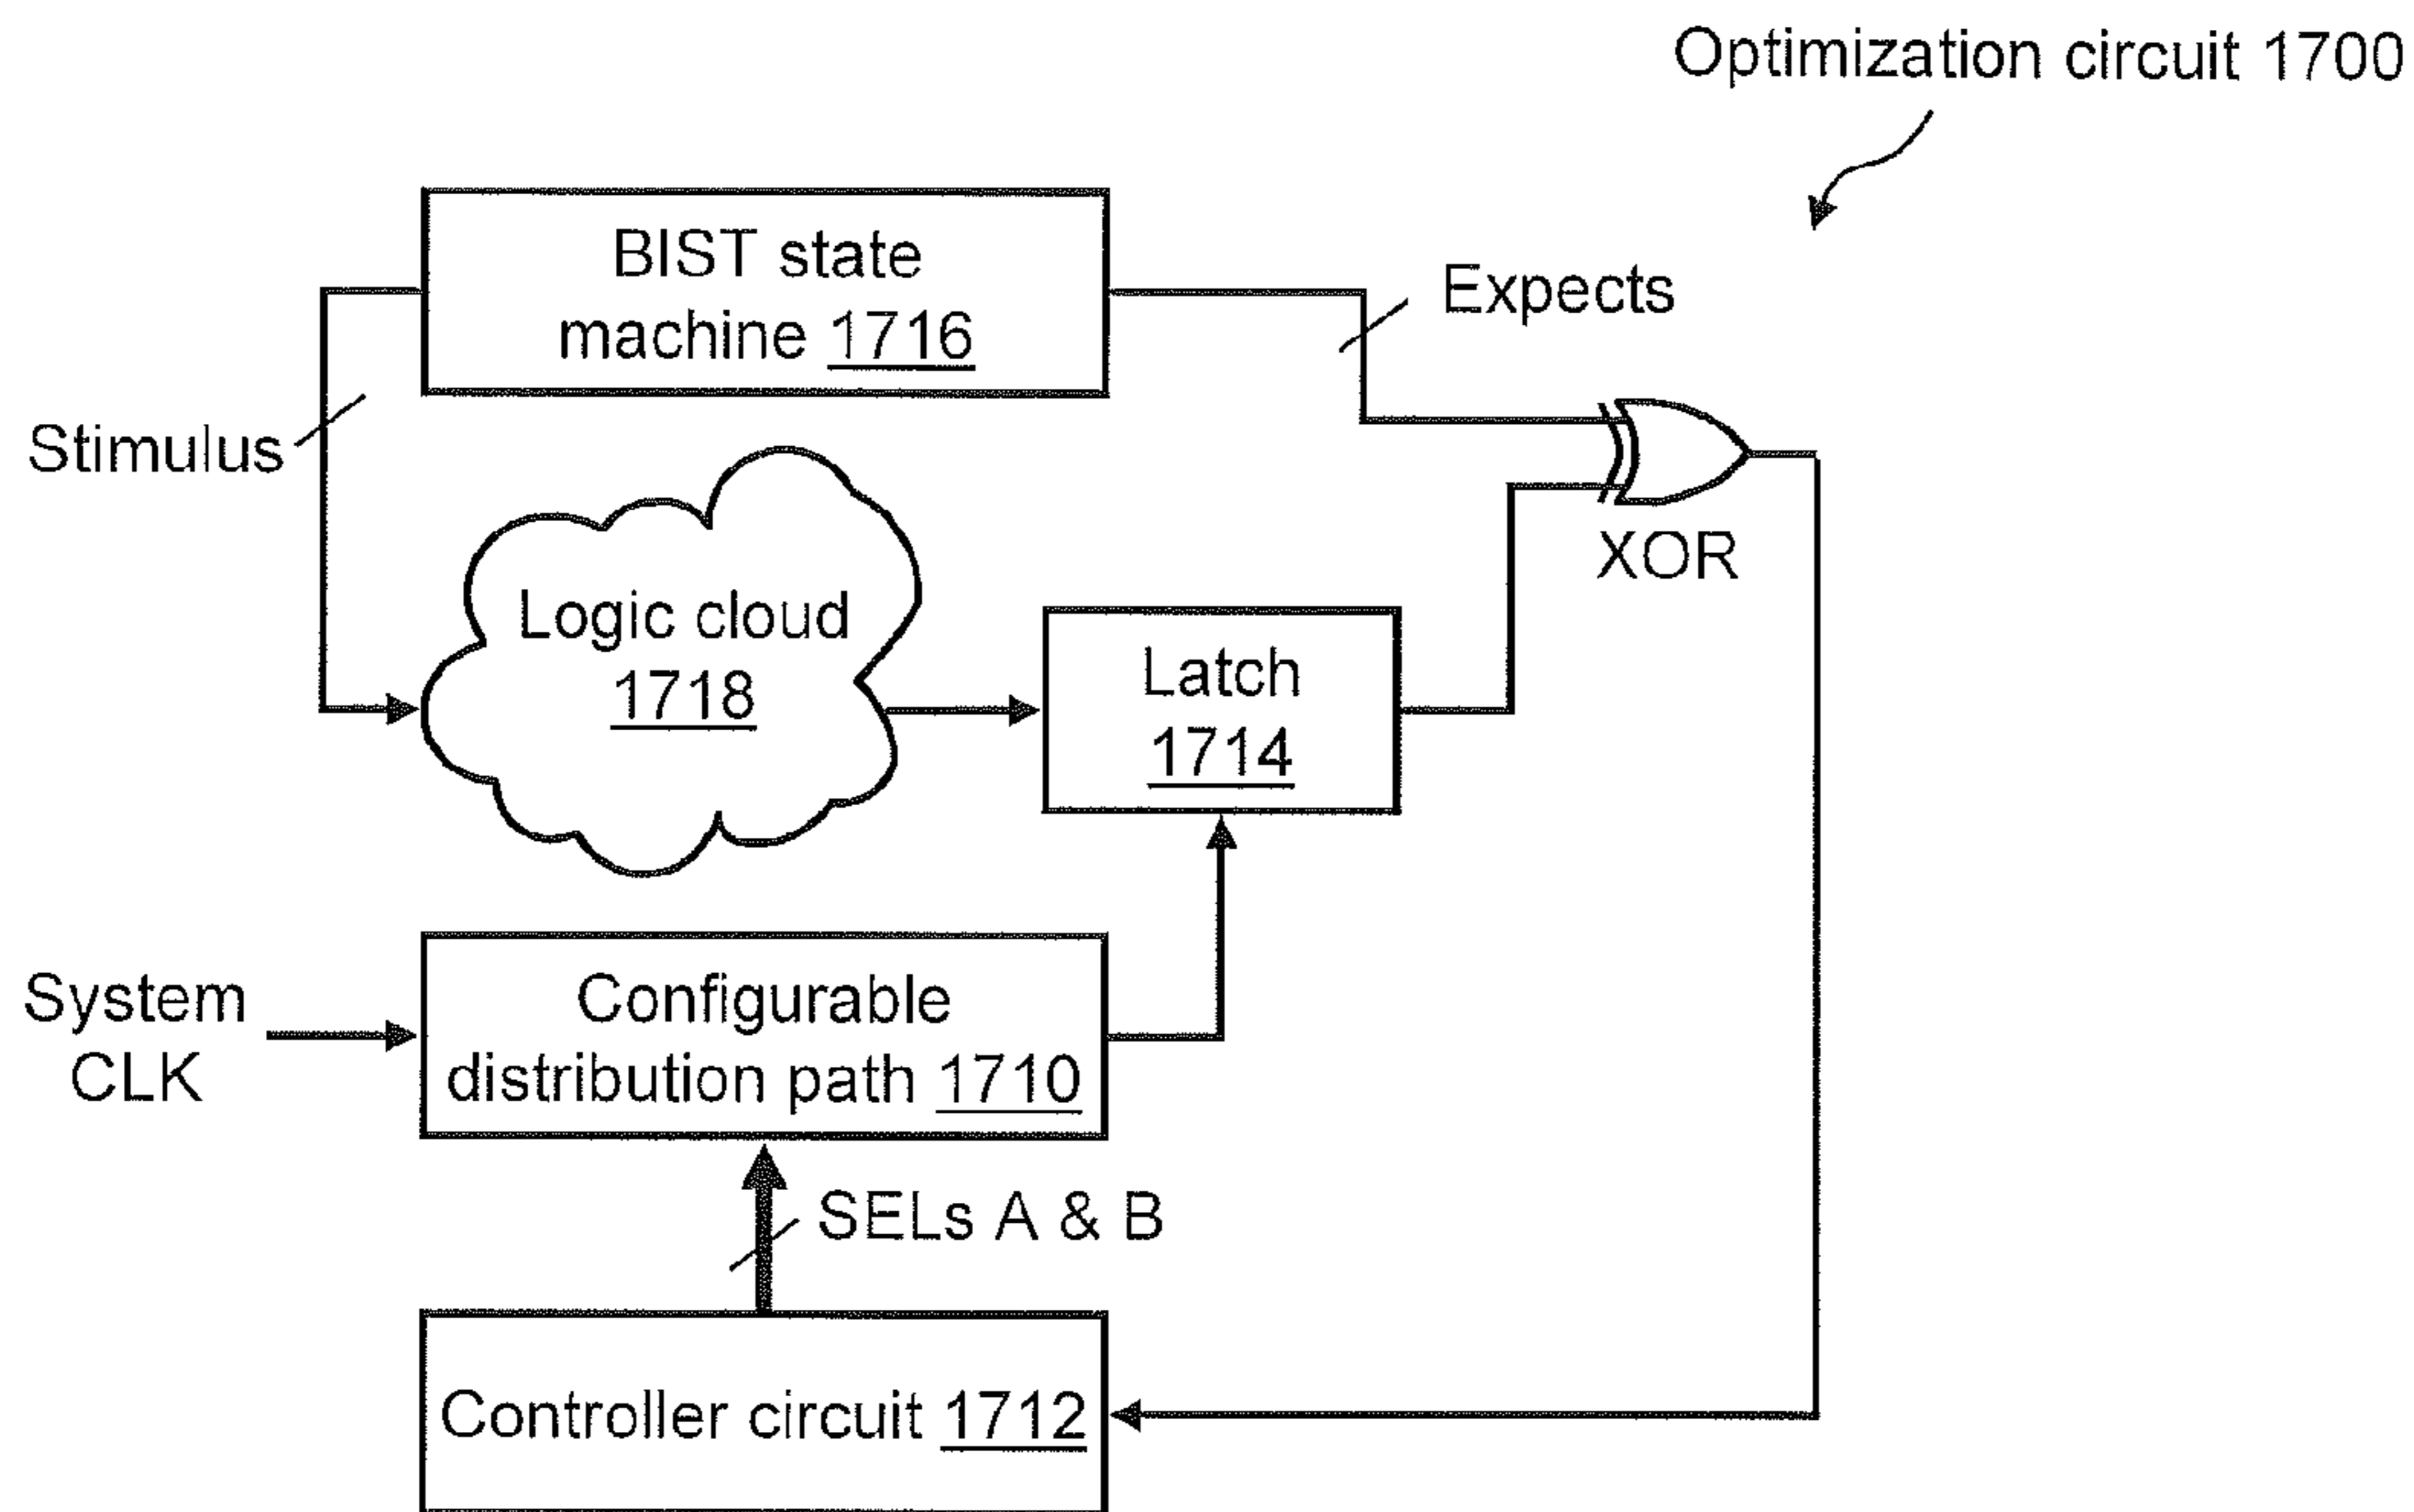 Optimization circuit 1700
BIST state
machine 1716
Expects
Stimulus
XOR
Logic cloud
1718
Latch
1714
System
CLK
Configurable
distribution path 1710
SELs A & B
Controller circuit 1712